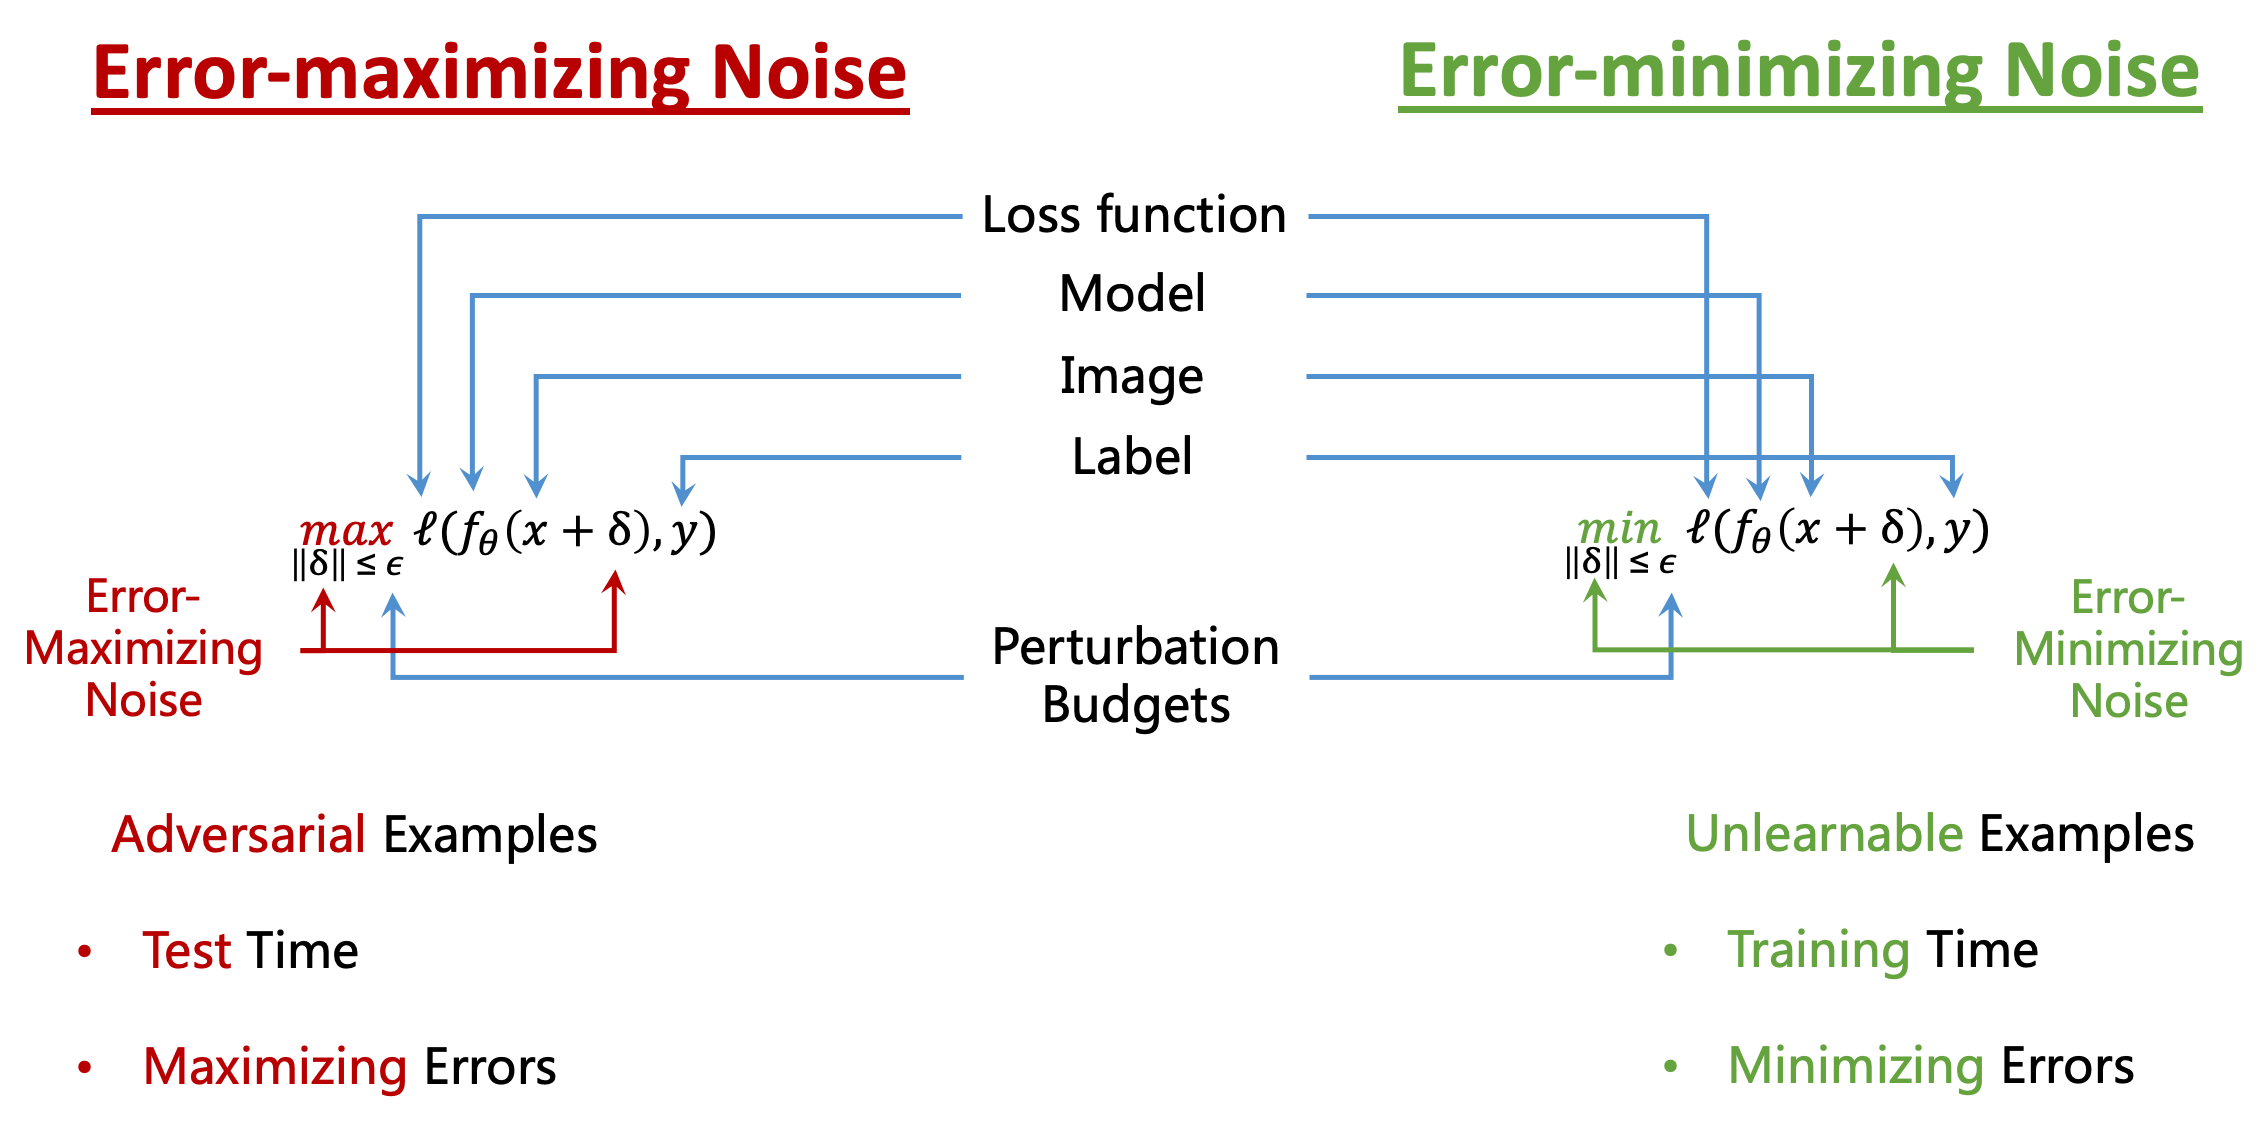 Error-maximizing Noise
Error-minimizing Noise
Loss function
Model
Image
Label
max ℓ(fθ(x + δ), y)
‖δ‖ ≤ ϵ
min ℓ(fθ(x + δ), y)
‖δ‖ ≤ ϵ
Error-
Maximizing
Noise
Perturbation
Budgets
Error-
Minimizing
Noise
Adversarial Examples
• Test Time
• Maximizing Errors
Unlearnable Examples
• Training Time
• Minimizing Errors